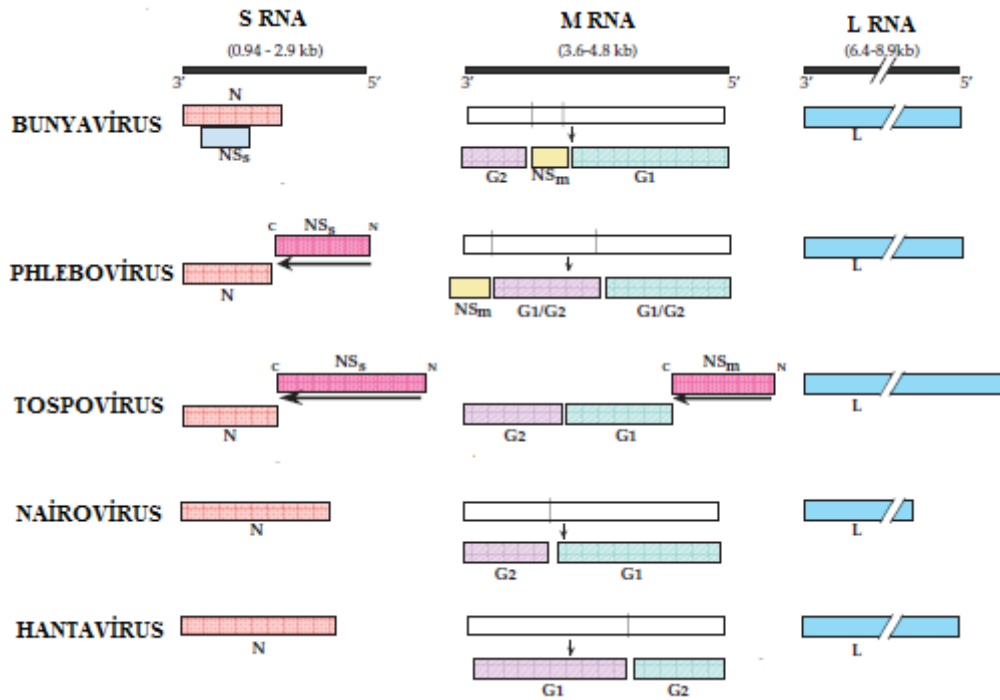 S RNA M RNA L RNA
(0.94 - 2.9 kb) (3.6-4.8 kb) (6.4-8.9kb)
3' 5' 3' 5' 3' 5'
N
BUNYAVİRUS L
NSs G2 NSm G1
C NSs N
PHLEBOVİRUS L
N NSm G1/G2 G1/G2
C NSs N C NSm N
TOSPOVİRUS L
N G2 G1
NAİROVİRUS
N L
G2 G1
HANTAVİRUS
N L
G1 G2